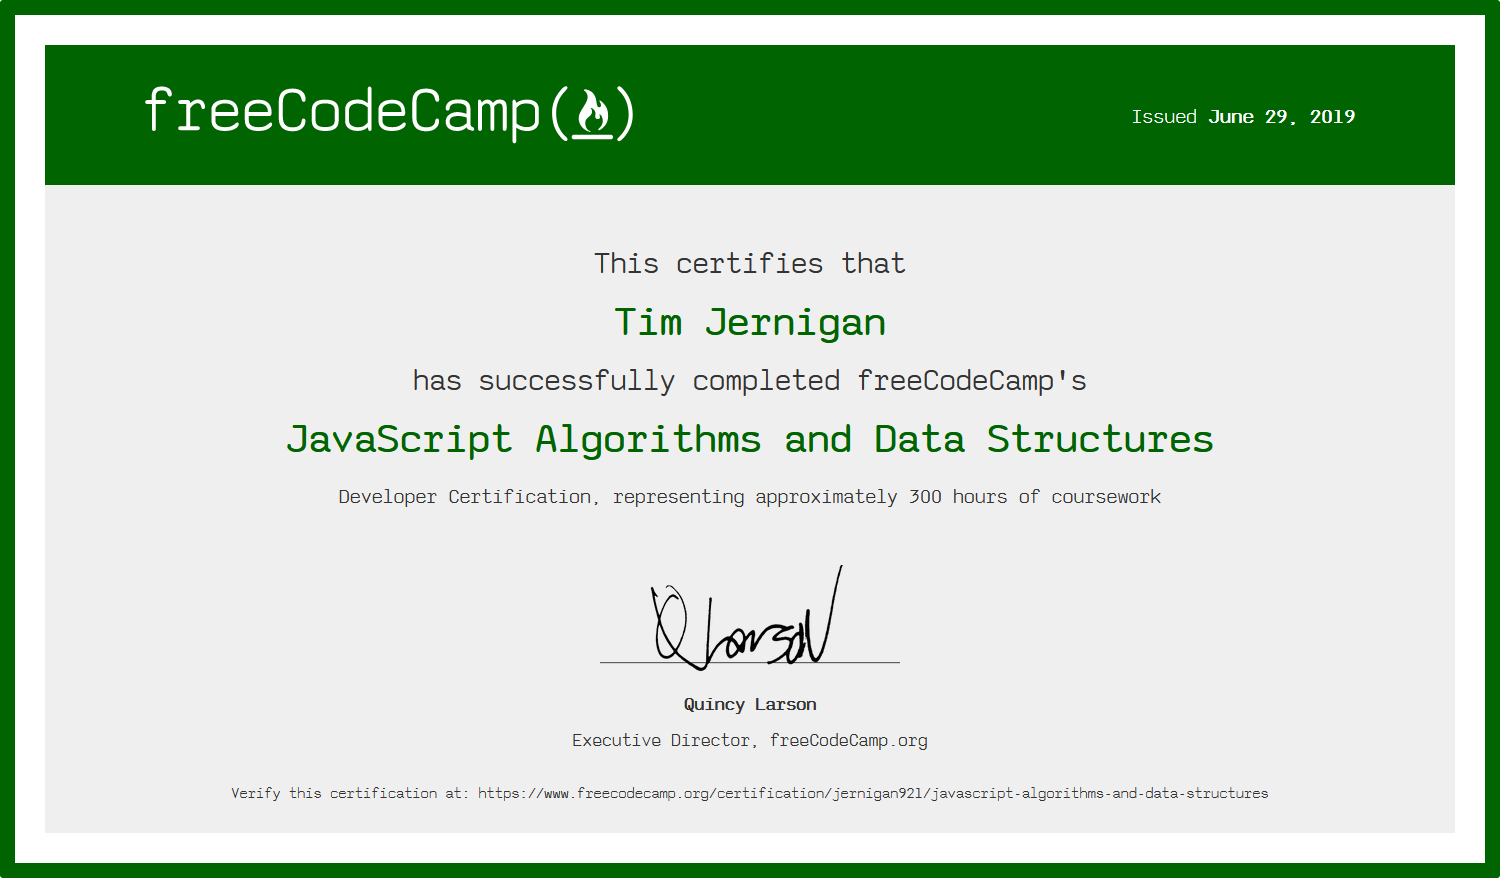 freeCodeCamp(🔥)
Issued June 29, 2019
This certifies that
Tim Jernigan
has successfully completed freeCodeCamp's
JavaScript Algorithms and Data Structures
Developer Certification, representing approximately 300 hours of coursework
QLarson
Quincy Larson
Executive Director, freeCodeCamp.org
Verify this certification at: https://www.freecodecamp.org/certification/jernigan921/javascript-algorithms-and-data-structures